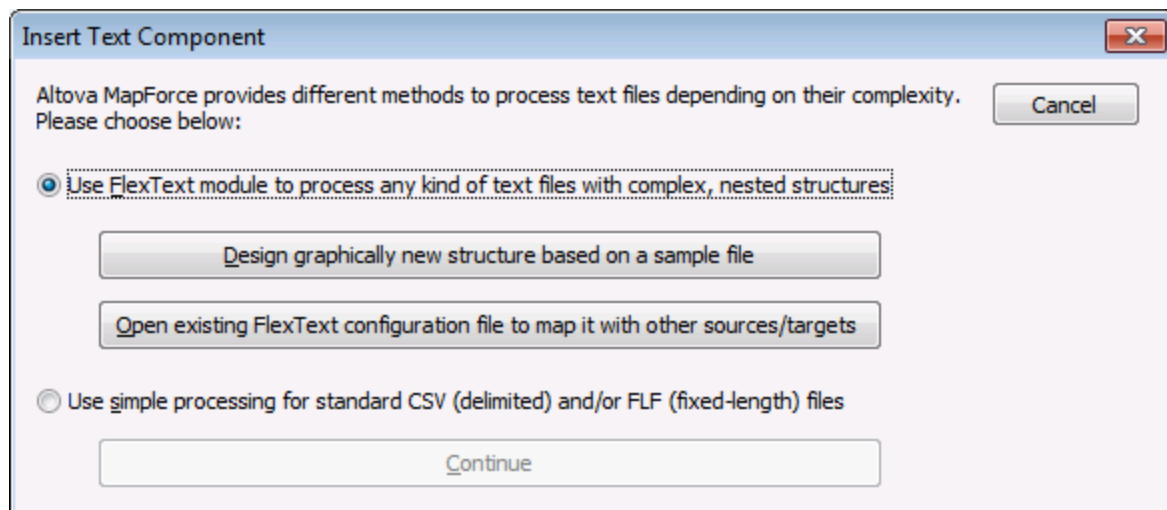 Insert Text Component
Altova MapForce provides different methods to process text files depending on their complexity.
Please choose below:
Cancel
Use FlexText module to process any kind of text files with complex, nested structures
Design graphically new structure based on a sample file
Open existing FlexText configuration file to map it with other sources/targets
Use simple processing for standard CSV (delimited) and/or FLF (fixed-length) files
Continue